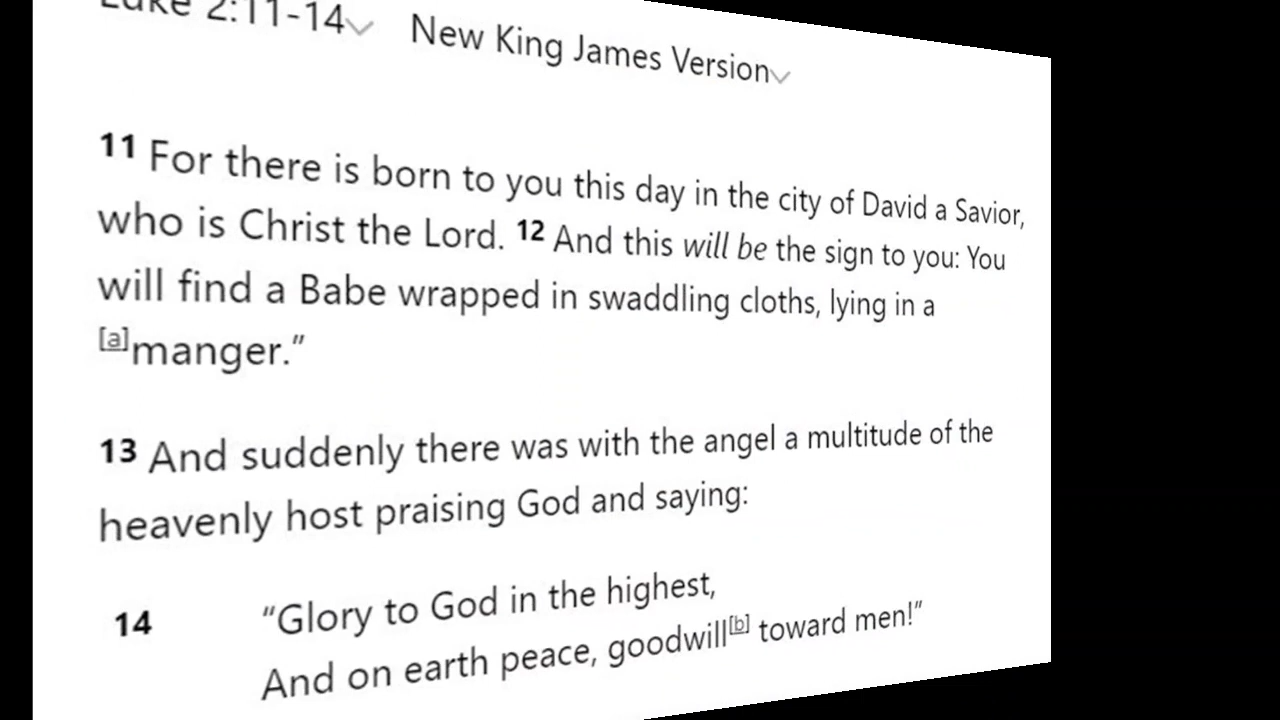 Luke 2:11-14 New King James Version
11 For there is born to you this day in the city of David a Savior,
who is Christ the Lord. 12 And this will be the sign to you: You
will find a Babe wrapped in swaddling cloths, lying in a
[a]manger.”
13 And suddenly there was with the angel a multitude of the
heavenly host praising God and saying:
14 “Glory to God in the highest,
And on earth peace, goodwill[b] toward men!”